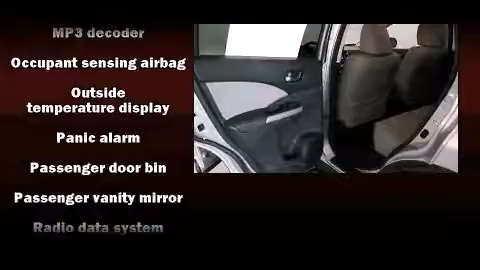 MP3 decoder
Occupant sensing airbag
Outside
temperature display
Panic alarm
Passenger door bin
Passenger vanity mirror
Radio data system